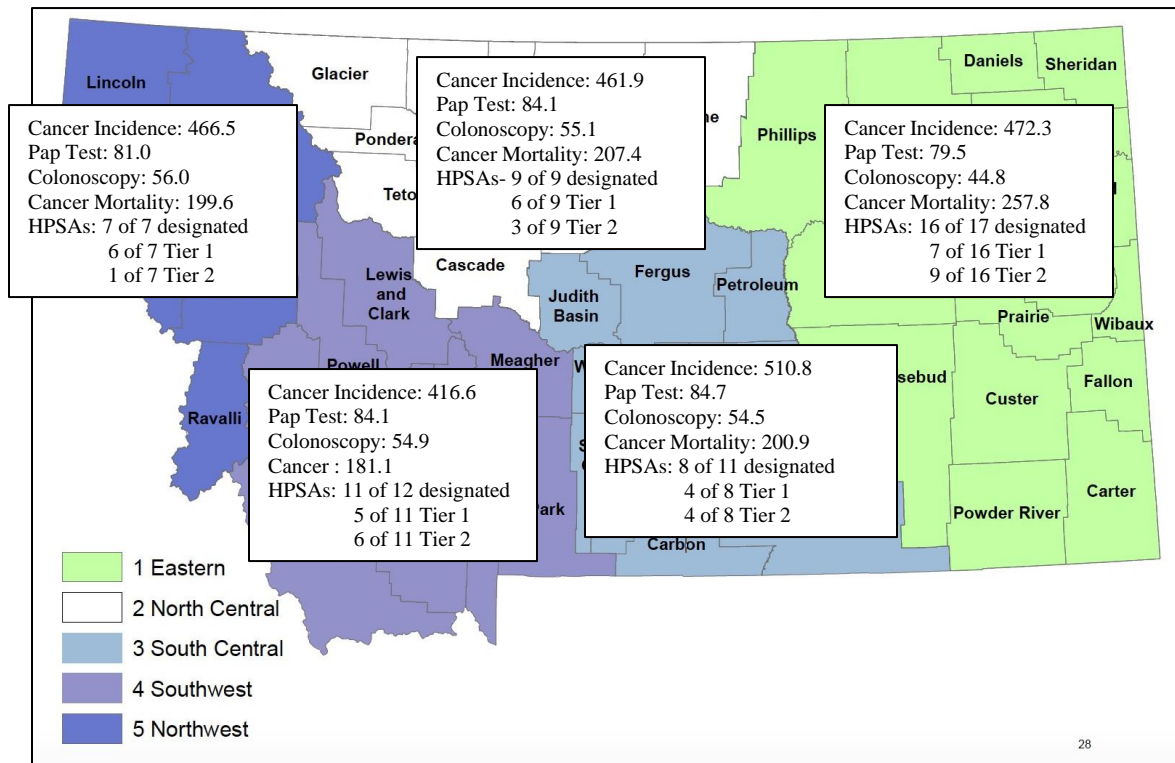 Lincoln
Glacier
Daniels
Sheridan
Phillips
Cancer Incidence: 466.5
Pap Test: 81.0
Colonoscopy: 56.0
Cancer Mortality: 199.6
HPSAs: 7 of 7 designated
6 of 7 Tier 1
1 of 7 Tier 2
Cancer Incidence: 461.9
Pap Test: 84.1
Colonoscopy: 55.1
Cancer Mortality: 207.4
HPSAs- 9 of 9 designated
6 of 9 Tier 1
3 of 9 Tier 2
Cancer Incidence: 472.3
Pap Test: 79.5
Colonoscopy: 44.8
Cancer Mortality: 257.8
HPSAs: 16 of 17 designated
7 of 16 Tier 1
9 of 16 Tier 2
Cascade
Lewis
and
Clark
Judith
Basin
Fergus
Petroleum
Prairie
Wibaux
Powell
Meagher
Ravalli
Custer
Fallon
Cancer Incidence: 416.6
Pap Test: 84.1
Colonoscopy: 54.9
Cancer : 181.1
HPSAs: 11 of 12 designated
5 of 11 Tier 1
6 of 11 Tier 2
Cancer Incidence: 510.8
Pap Test: 84.7
Colonoscopy: 54.5
Cancer Mortality: 200.9
HPSAs: 8 of 11 designated
4 of 8 Tier 1
4 of 8 Tier 2
Carbon
Powder River
Carter
1 Eastern
2 North Central
3 South Central
4 Southwest
5 Northwest
28